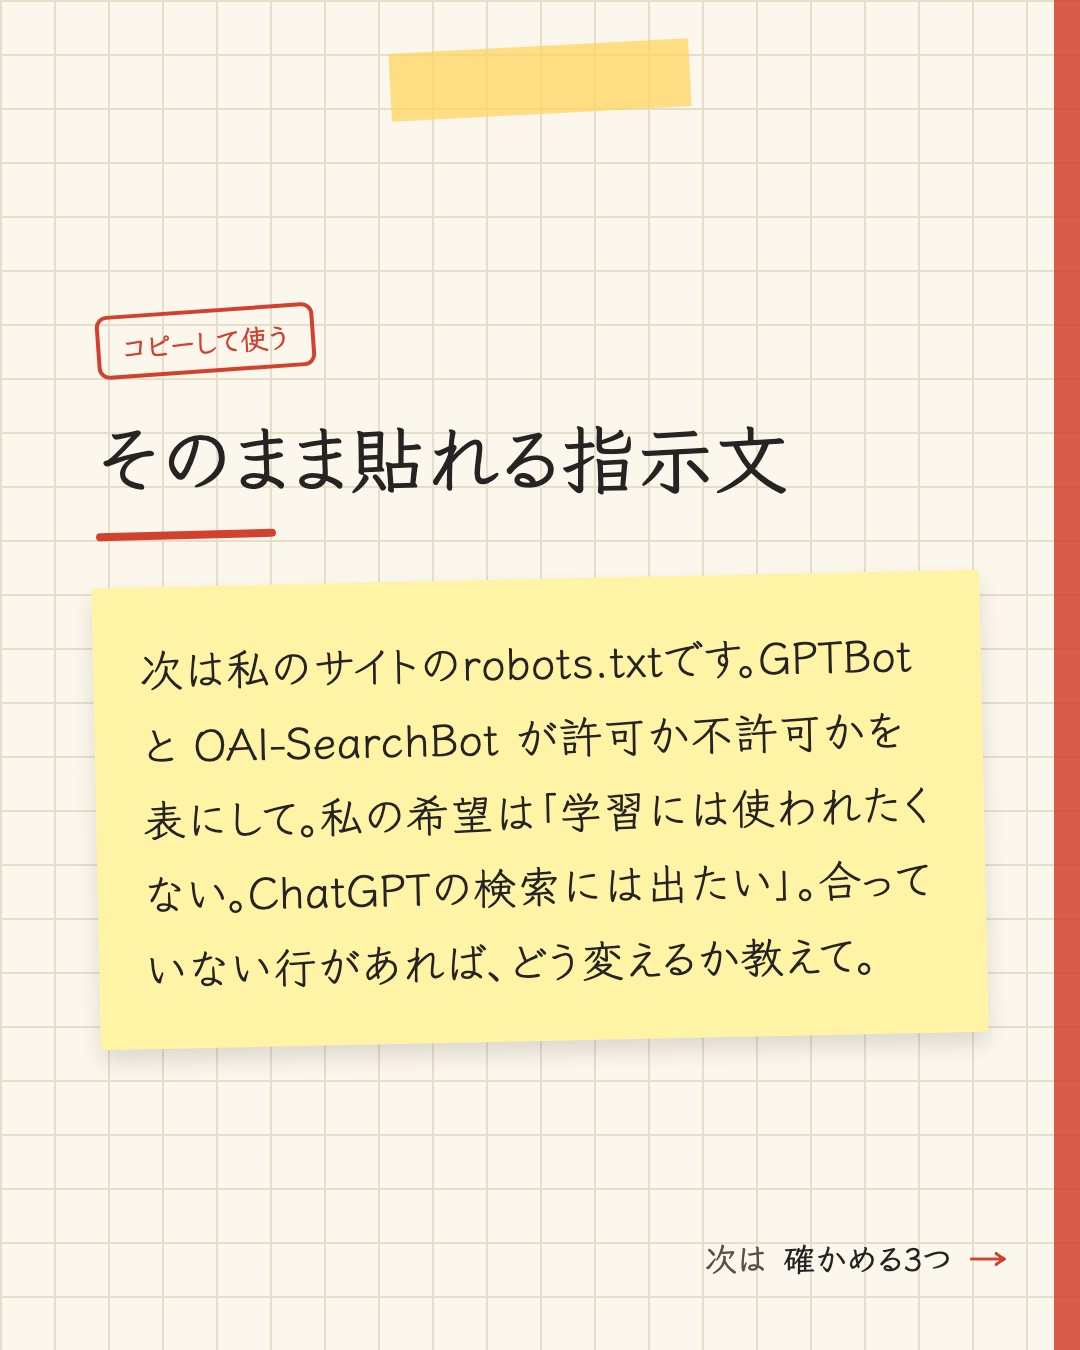 コピーして使う
そのまま貼れる指示文
次は私のサイトのrobots.txtです。GPTBot
と OAI-SearchBot が許可か不許可かを
表にして。私の希望は「学習には使われたく
ない。ChatGPTの検索には出たい」。合って
いない行があれば、どう変えるか教えて。
次は 確かめる3つ →